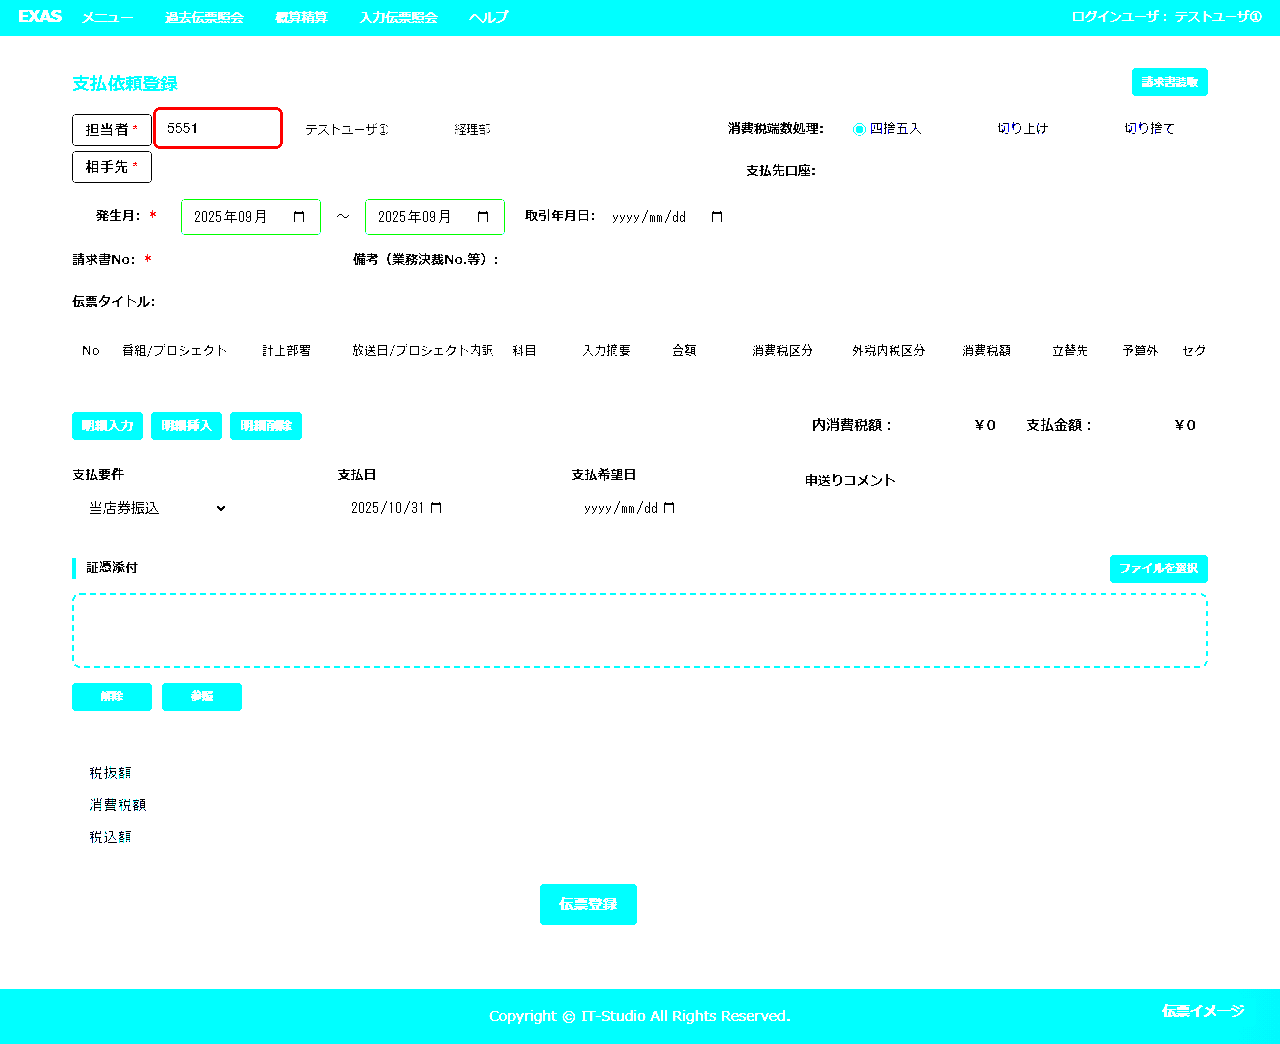 EXAS メニュー 過去伝票照会 概算精算 入力伝票照会 ヘルプ ログインユーザ： テストユーザ①
支払依頼登録 請求書読取
担当者 * 5551 テストユーザ① 経理部 消費税端数処理: 四捨五入 切り上げ 切り捨て
相手先 * 支払先口座:
発生月: * 2025年09月 ～ 2025年09月 取引年月日: yyyy/mm/dd
請求書No: * 備考（業務決裁No.等）:
伝票タイトル:
No 番組/プロジェクト 計上部署 放送日/プロジェクト内訳 科目 入力摘要 金額 消費税区分 外税内税区分 消費税額 立替先 予算外 セグ
明細入力 明細挿入 明細削除 内消費税額： ¥0 支払金額： ¥0
支払要件 支払日 支払希望日 申送りコメント
当店券振込 2025/10/31 yyyy/mm/dd
証憑添付 ファイルを選択
解除 参照
税抜額
消費税額
税込額
伝票登録
Copyright © IT-Studio All Rights Reserved. 伝票イメージ